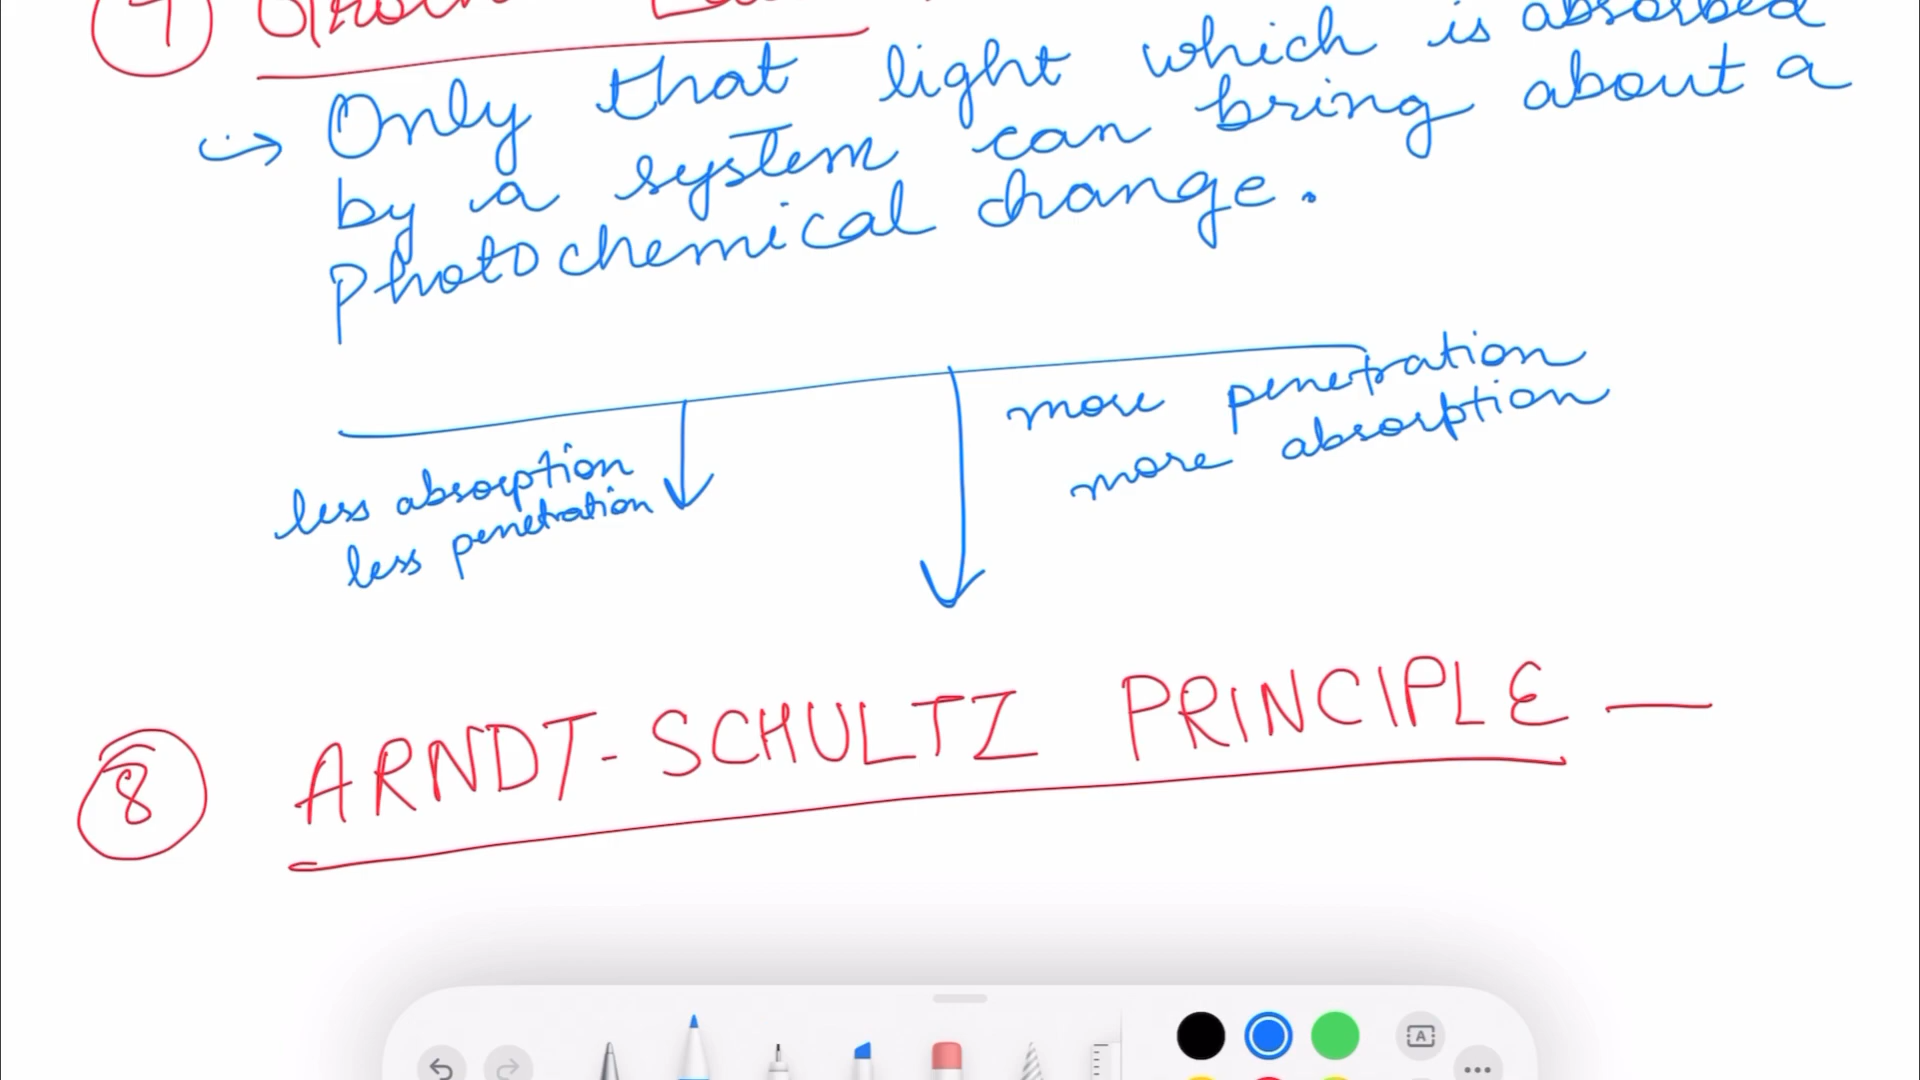 7
Only that light which is absorbed
by a system can bring about a
Photochemical change.
less absorption
less penetration
more penetration
more absorption
8 ARNDT-SCHULTZ PRINCIPLE —
A